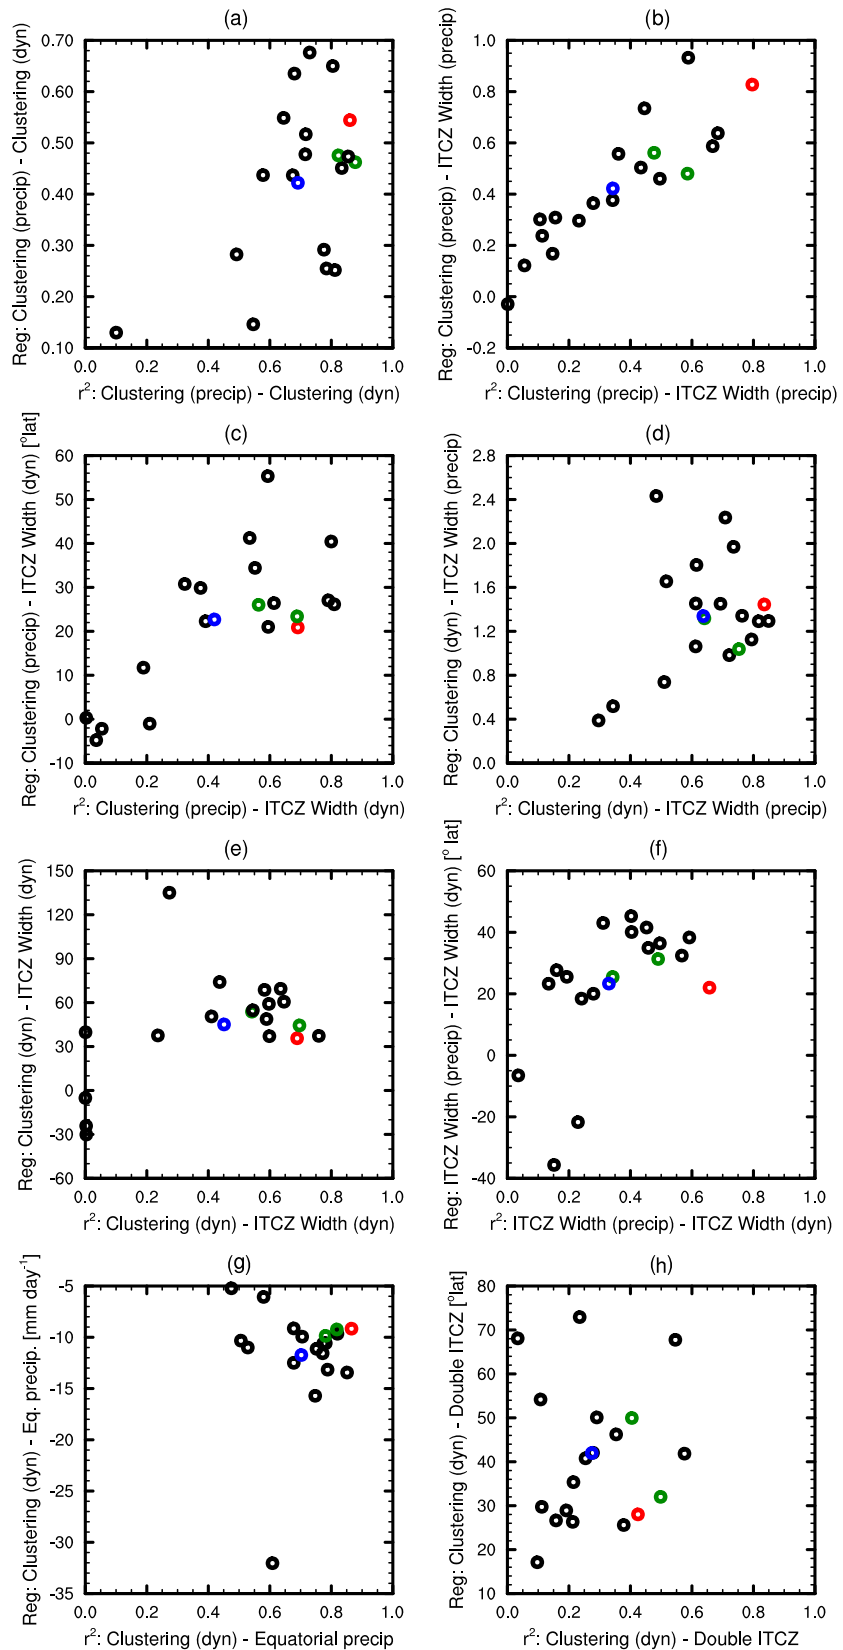 (a)
0.70
0.60
0.50
0.40
0.30
0.20
0.10
0.0 0.2 0.4 0.6 0.8 1.0
Reg: Clustering (precip) - Clustering (dyn)
r²: Clustering (precip) - Clustering (dyn)
(b)
1.0
0.8
0.6
0.4
0.2
0.0
-0.2
0.0 0.2 0.4 0.6 0.8 1.0
Reg: Clustering (precip) - ITCZ Width (precip)
r²: Clustering (precip) - ITCZ Width (precip)
(c)
60
50
40
30
20
10
0
-10
0.0 0.2 0.4 0.6 0.8 1.0
Reg: Clustering (precip) - ITCZ Width (dyn) [°lat]
r²: Clustering (precip) - ITCZ Width (dyn)
(d)
2.8
2.4
2.0
1.6
1.2
0.8
0.4
0.0
0.0 0.2 0.4 0.6 0.8 1.0
Reg: Clustering (dyn) - ITCZ Width (precip)
r²: Clustering (dyn) - ITCZ Width (precip)
(e)
150
120
90
60
30
0
-30
-60
0.0 0.2 0.4 0.6 0.8 1.0
Reg: Clustering (dyn) - ITCZ Width (dyn)
r²: Clustering (dyn) - ITCZ Width (dyn)
(f)
60
40
20
0
-20
-40
0.0 0.2 0.4 0.6 0.8 1.0
Reg: ITCZ Width (precip) - ITCZ Width (dyn) [° lat]
r²: ITCZ Width (precip) - ITCZ Width (dyn)
(g)
-5
-10
-15
-20
-25
-30
-35
0.0 0.2 0.4 0.6 0.8 1.0
Reg: Clustering (dyn) - Eq. precip. [mm day⁻¹]
r²: Clustering (dyn) - Equatorial precip
(h)
80
70
60
50
40
30
20
10
0.0 0.2 0.4 0.6 0.8 1.0
Reg: Clustering (dyn) - Double ITCZ [°lat]
r²: Clustering (dyn) - Double ITCZ